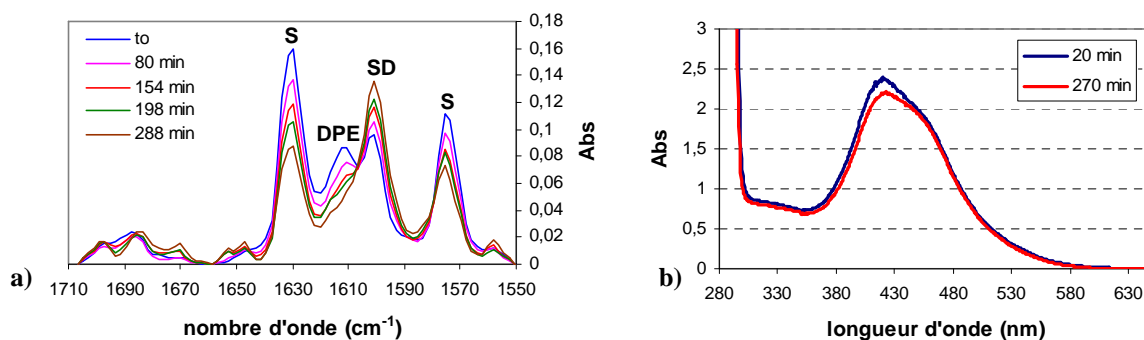 to
80 min
154 min
198 min
288 min
S
DPE
SD
S
0,18
0,16
0,14
0,12
0,1
0,08
0,06
0,04
0,02
0
Abs
1710
1690
1670
1650
1630
1610
1590
1570
1550
nombre d'onde (cm-1)
a)
20 min
270 min
3
2,5
2
1,5
1
0,5
0
Abs
280
330
380
430
480
530
580
630
longueur d'onde (nm)
b)